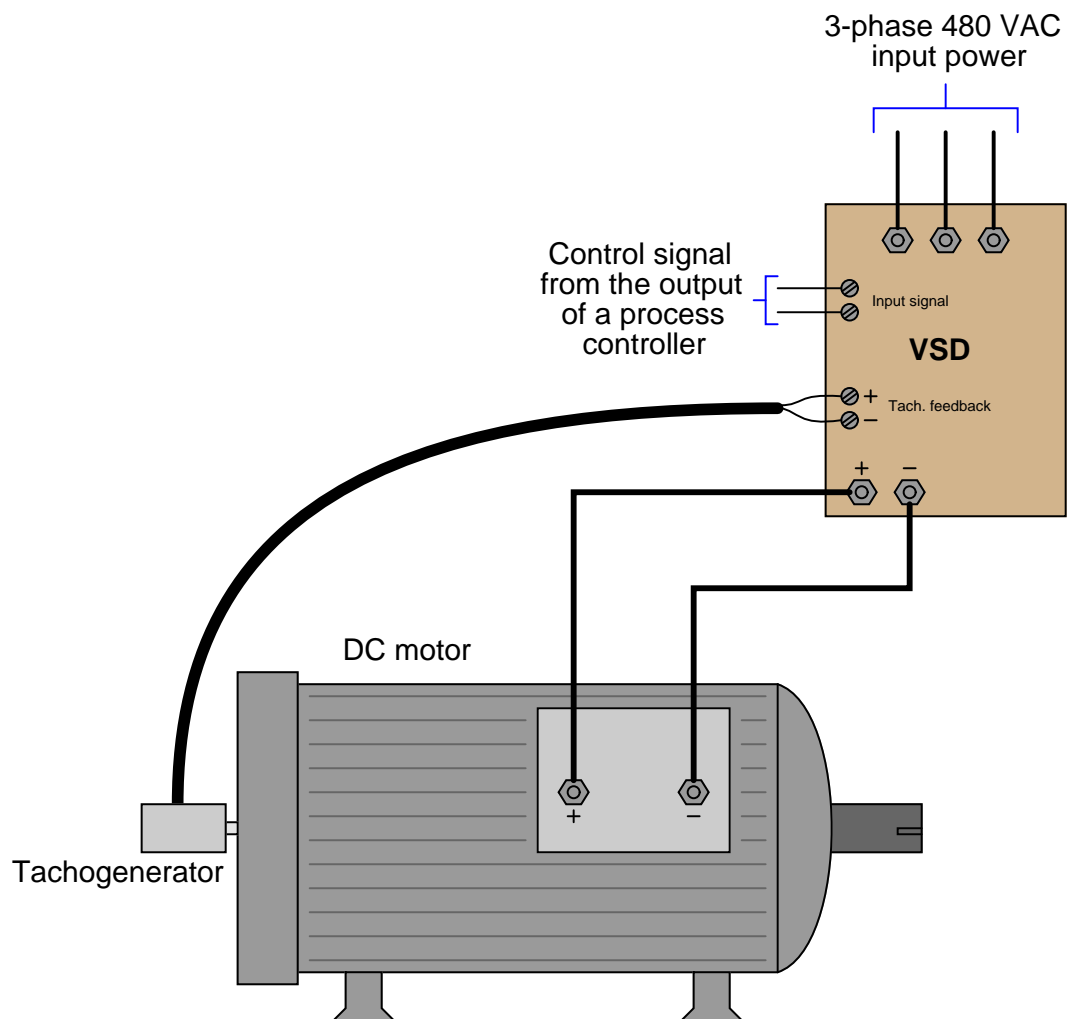 3-phase 480 VAC
input power
Control signal
from the output
of a process
controller
Input signal
VSD
+
Tach. feedback
−
+ −
DC motor
+ −
Tachogenerator